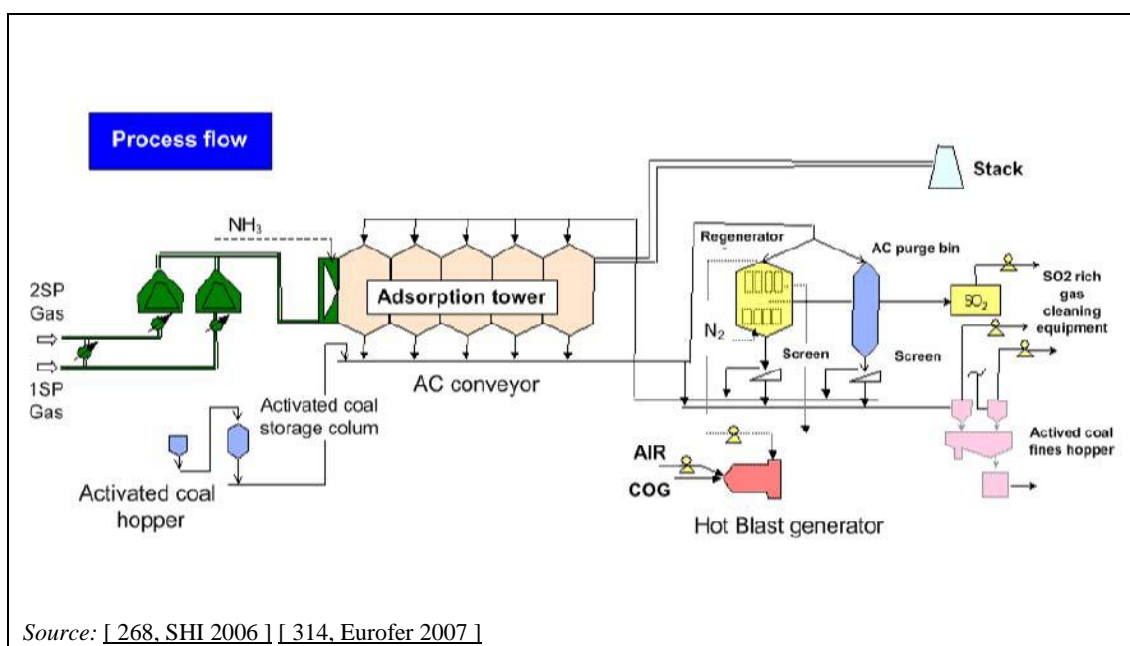 Process flow
Stack
NH₃
Regenerator
AC purge bin
2SP
Gas
Adsorption tower
SO₂
SO2 rich
gas
cleaning
equipment
N₂
1SP
Gas
AC conveyor
Screen
Screen
Activated coal
storage colum
Actived coal
fines hopper
AIR
COG
Activated coal
hopper
Hot Blast generator
Source: [ 268, SHI 2006 ] [ 314, Eurofer 2007 ]